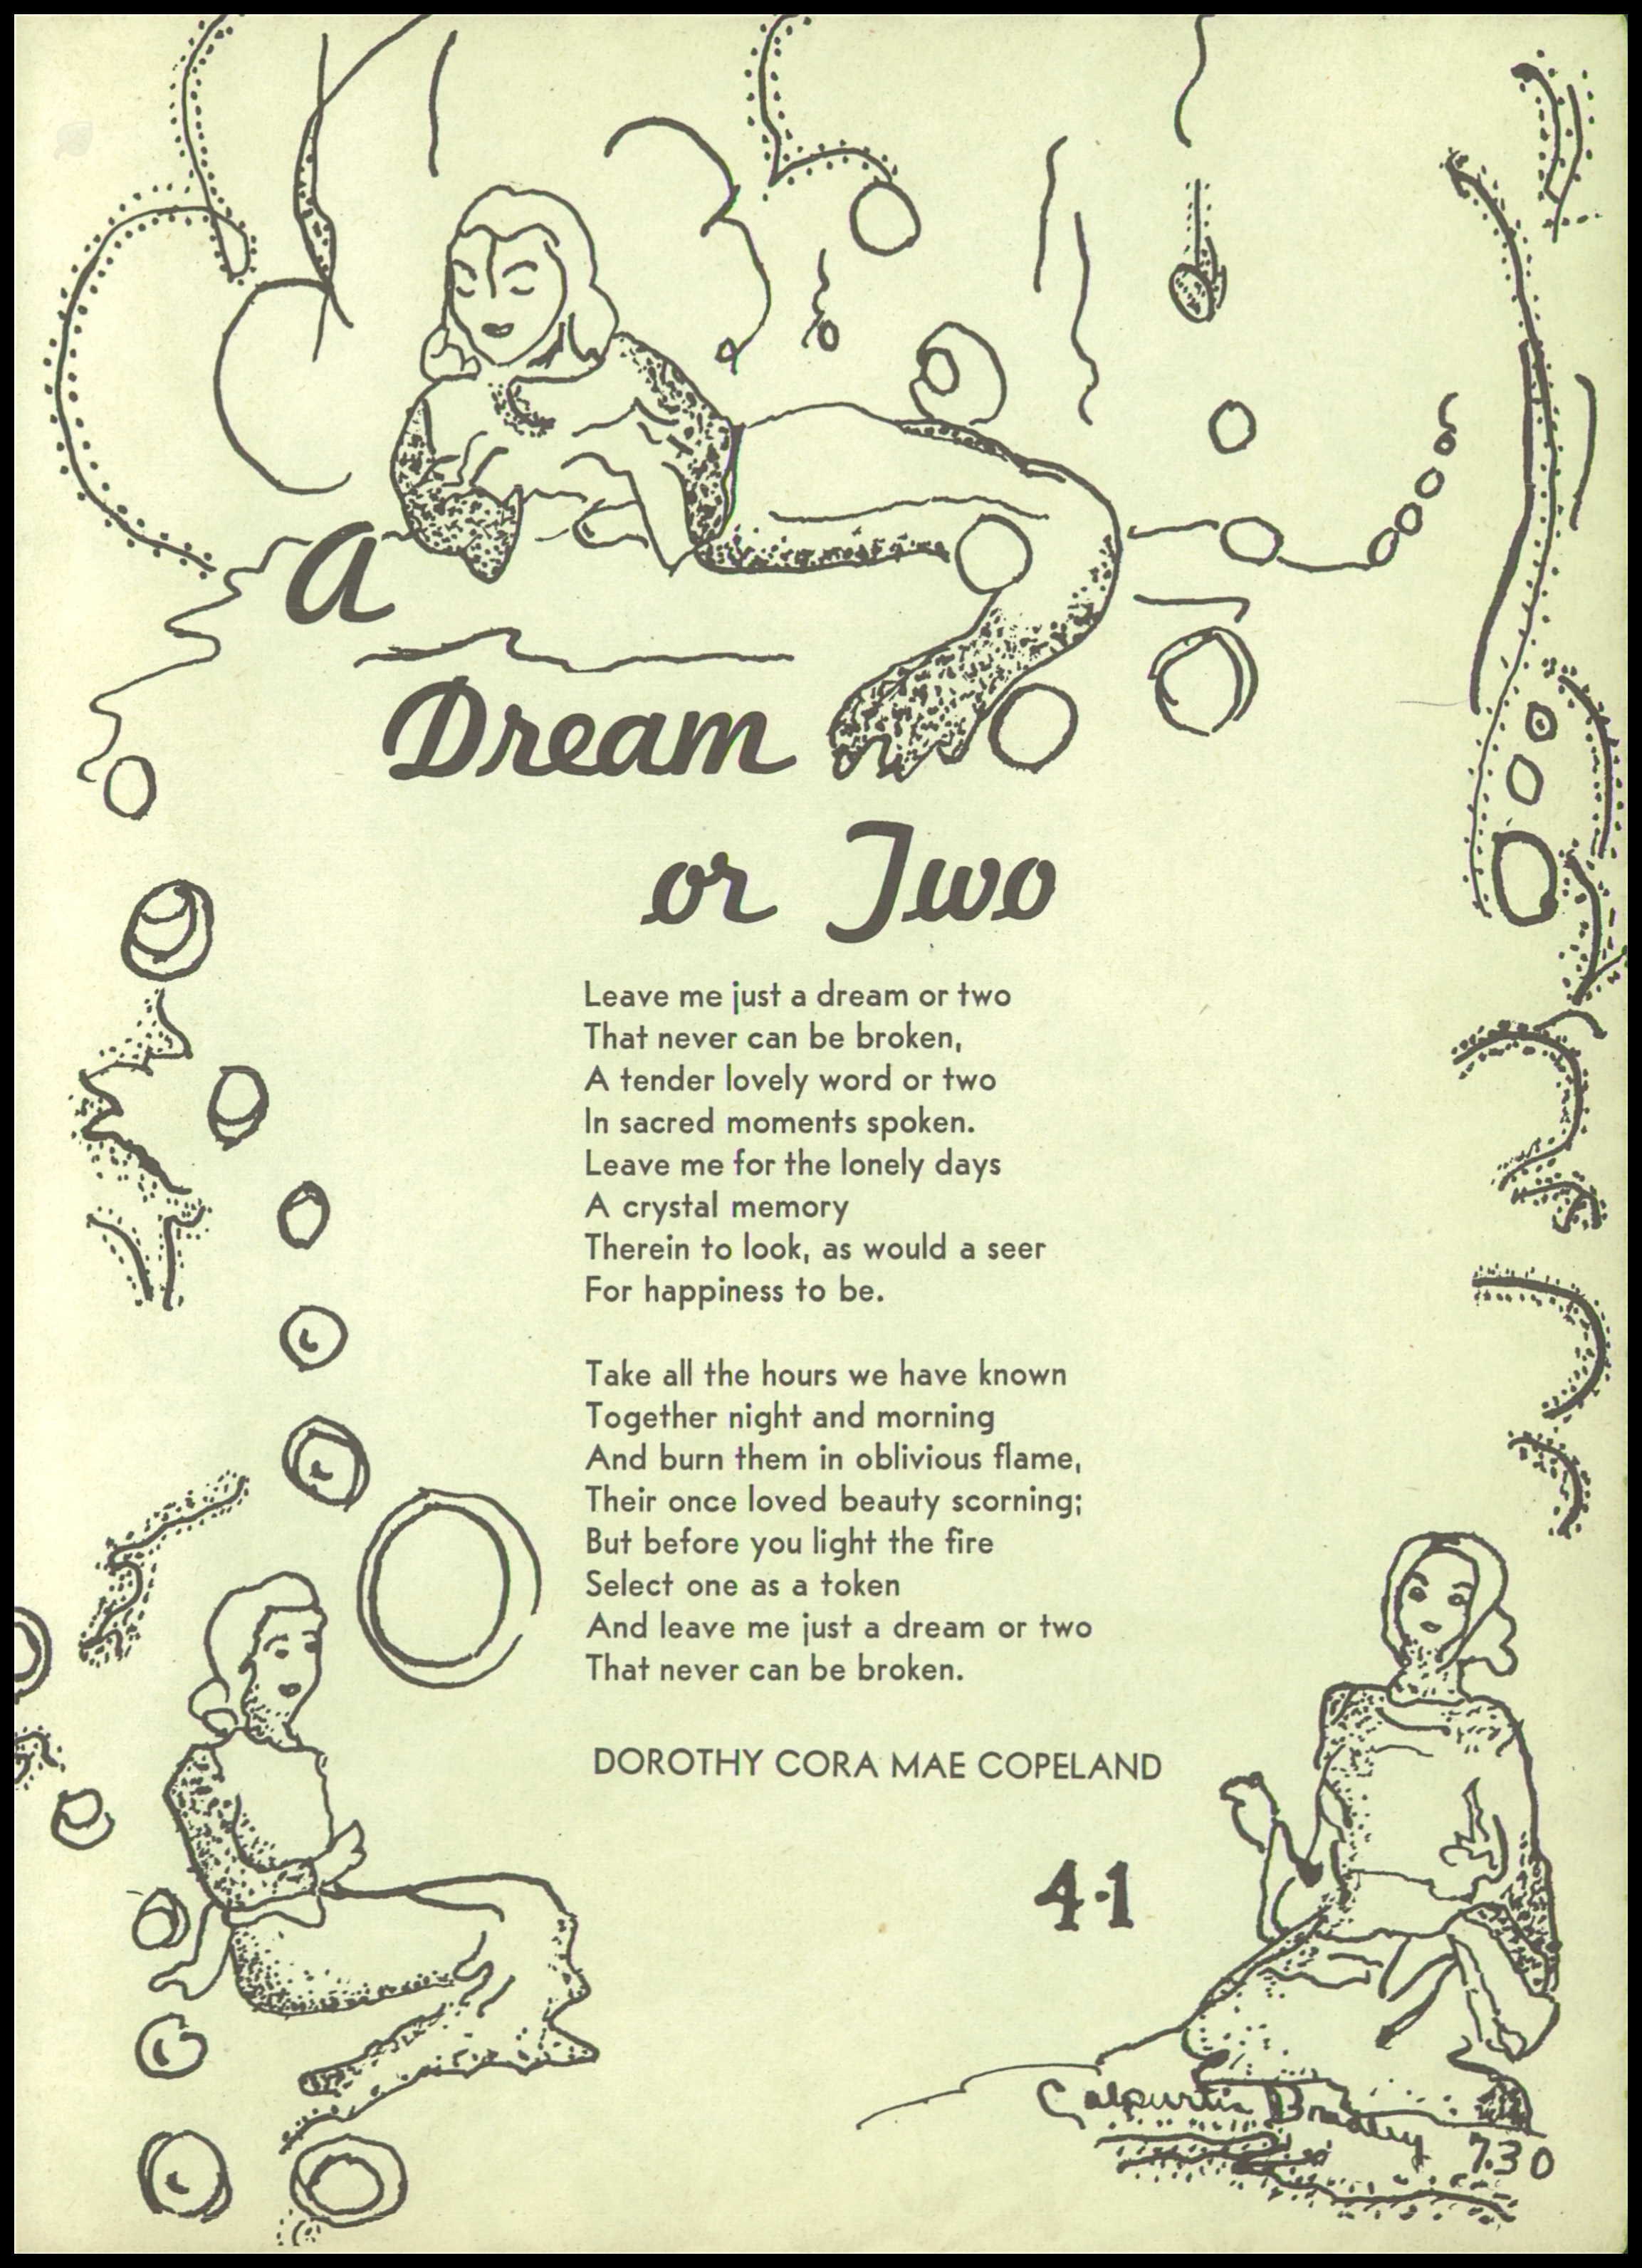 A
Dream
or Two
Leave me just a dream or two
That never can be broken,
A tender lovely word or two
In sacred moments spoken.
Leave me for the lonely days
A crystal memory
Therein to look, as would a seer
For happiness to be.
Take all the hours we have known
Together night and morning
And burn them in oblivious flame,
Their once loved beauty scorning;
But before you light the fire
Select one as a token
And leave me just a dream or two
That never can be broken.
DOROTHY CORA MAE COPELAND
4-1
Bradley
730